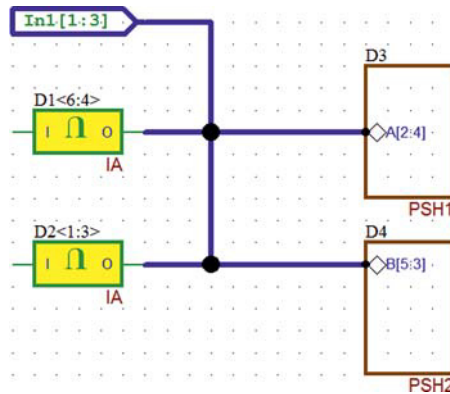 In1[1:3]
D3
D1<6:4>
I O
A[2:4]
IA
PSH1
D2<1:3>
D4
I O
B[5:3]
IA
PSH2